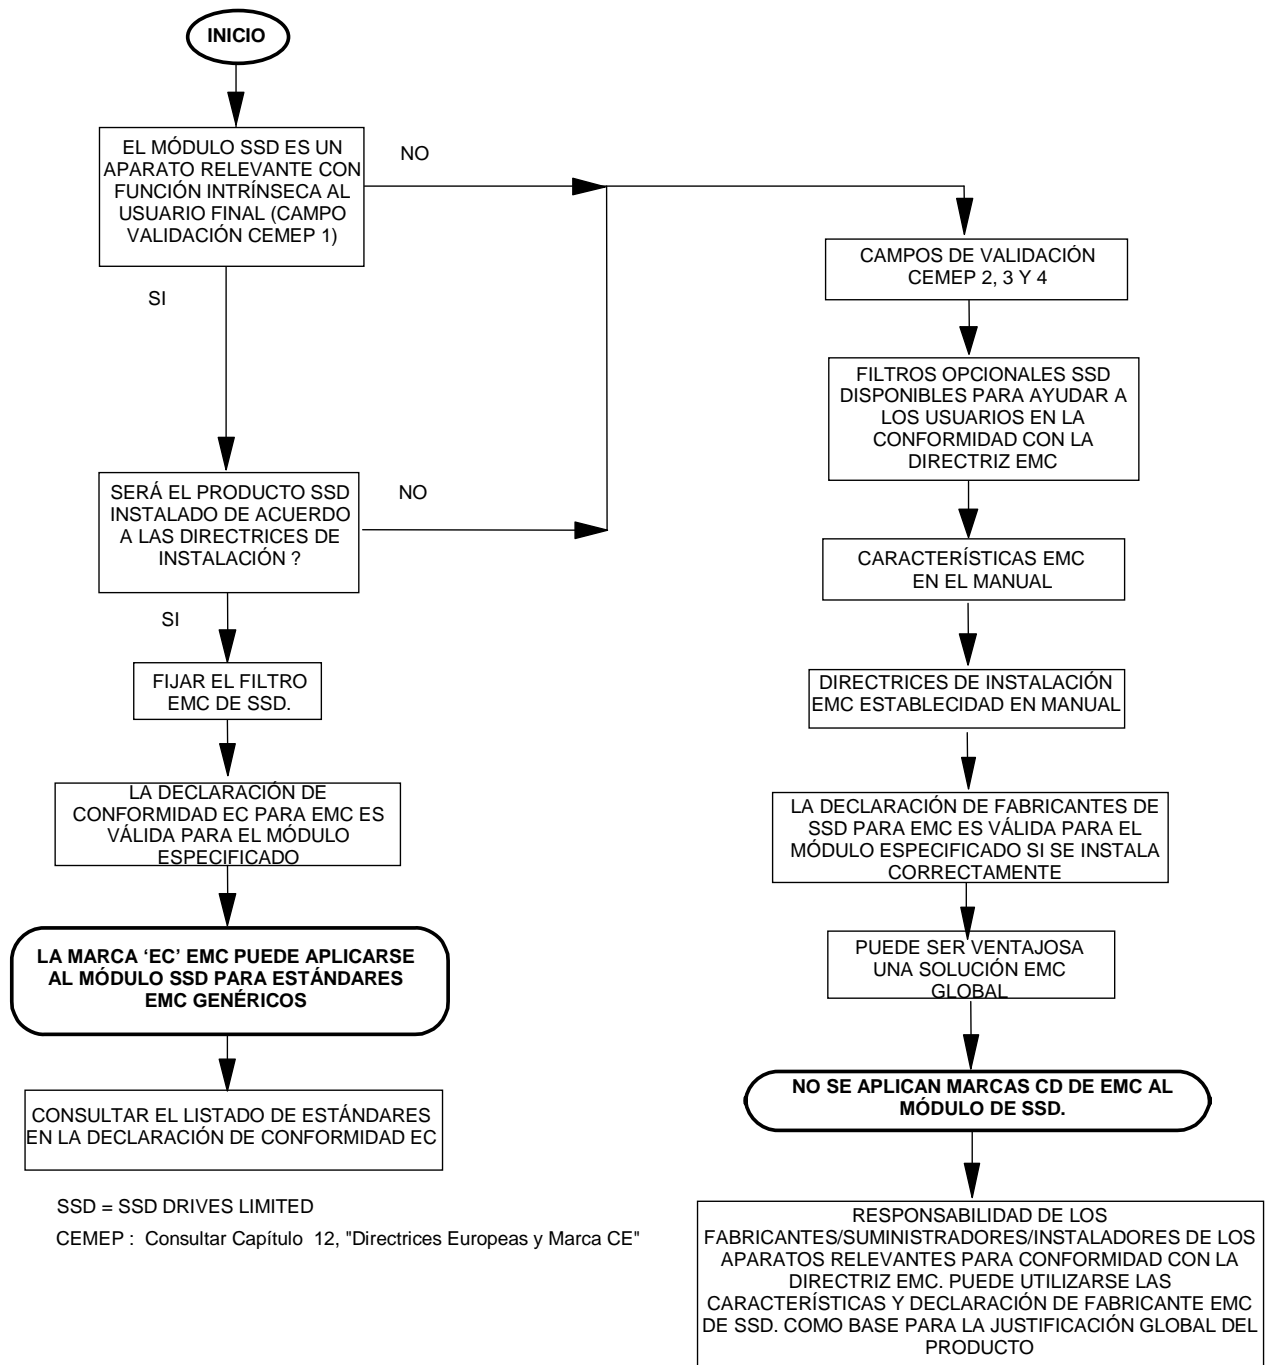 INICIO
EL MÓDULO SSD ES UN
APARATO RELEVANTE CON
FUNCIÓN INTRÍNSECA AL
USUARIO FINAL (CAMPO
VALIDACIÓN CEMEP 1)
NO
SI
SERÁ EL PRODUCTO SSD
INSTALADO DE ACUERDO
A LAS DIRECTRICES DE
INSTALACIÓN ?
NO
SI
FIJAR EL FILTRO
EMC DE SSD.
LA DECLARACIÓN DE
CONFORMIDAD EC PARA EMC ES
VÁLIDA PARA EL MÓDULO
ESPECIFICADO
LA MARCA ‘EC’ EMC PUEDE APLICARSE
AL MÓDULO SSD PARA ESTÁNDARES
EMC GENÉRICOS
CONSULTAR EL LISTADO DE ESTÁNDARES
EN LA DECLARACIÓN DE CONFORMIDAD EC
CAMPOS DE VALIDACIÓN
CEMEP 2, 3 Y 4
FILTROS OPCIONALES SSD
DISPONIBLES PARA AYUDAR A
LOS USUARIOS EN LA
CONFORMIDAD CON LA
DIRECTRIZ EMC
CARACTERÍSTICAS EMC
EN EL MANUAL
DIRECTRICES DE INSTALACIÓN
EMC ESTABLECIDAD EN MANUAL
LA DECLARACIÓN DE FABRICANTES DE
SSD PARA EMC ES VÁLIDA PARA EL
MÓDULO ESPECIFICADO SI SE INSTALA
CORRECTAMENTE
PUEDE SER VENTAJOSA
UNA SOLUCIÓN EMC
GLOBAL
NO SE APLICAN MARCAS CD DE EMC AL
MÓDULO DE SSD.
RESPONSABILIDAD DE LOS
FABRICANTES/SUMINISTRADORES/INSTALADORES DE LOS
APARATOS RELEVANTES PARA CONFORMIDAD CON LA
DIRECTRIZ EMC. PUEDE UTILIZARSE LAS
CARACTERÍSTICAS Y DECLARACIÓN DE FABRICANTE EMC
DE SSD. COMO BASE PARA LA JUSTIFICACIÓN GLOBAL DEL
PRODUCTO
SSD = SSD DRIVES LIMITED
CEMEP : Consultar Capítulo 12, "Directrices Europeas y Marca CE"